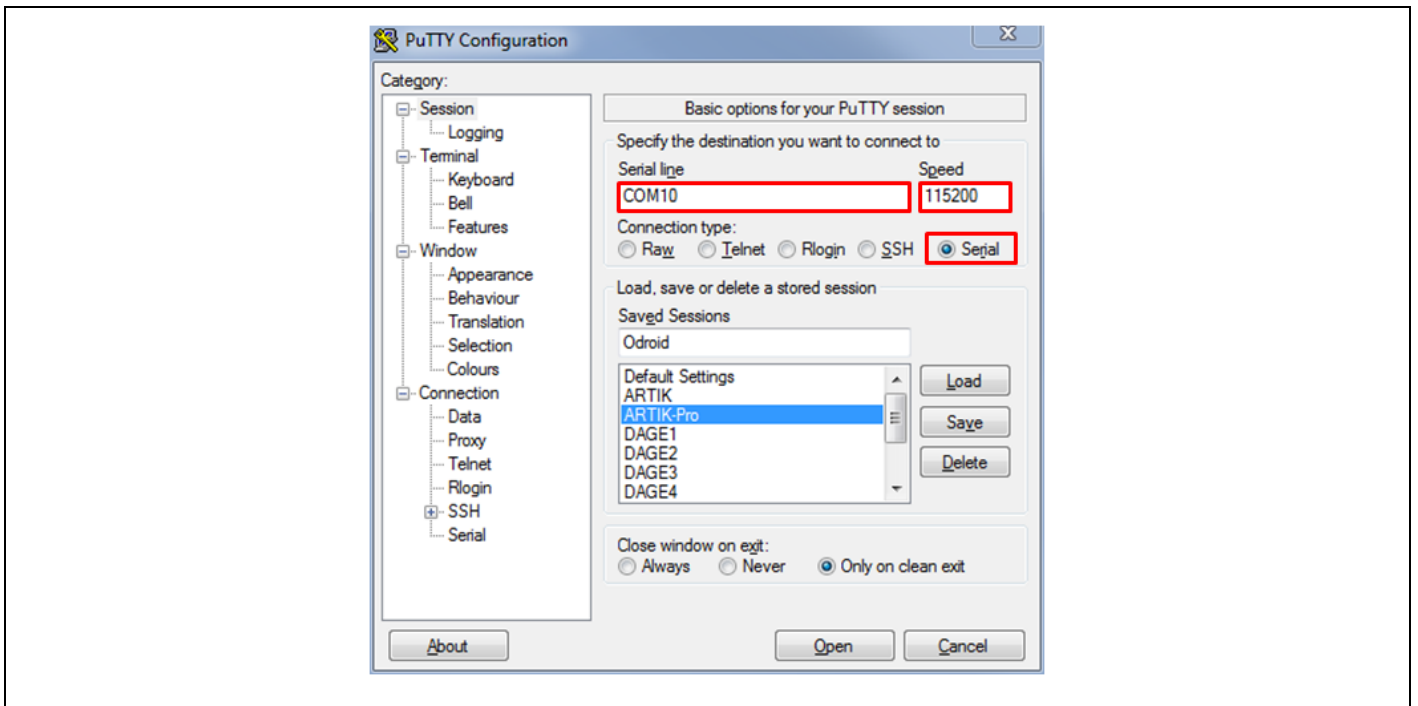 PuTTY Configuration
Category:
Session
Logging
Terminal
Keyboard
Bell
Features
Window
Appearance
Behaviour
Translation
Selection
Colours
Connection
Data
Proxy
Telnet
Rlogin
SSH
Serial
Basic options for your PuTTY session
Specify the destination you want to connect to
Serial line Speed
COM10 115200
Connection type:
Raw Telnet Rlogin SSH Serial
Load, save or delete a stored session
Saved Sessions
Odroid
Default Settings
ARTIK
ARTIK-Pro
DAGE1
DAGE2
DAGE3
DAGE4
Load
Save
Delete
Close window on exit:
Always Never Only on clean exit
About Open Cancel